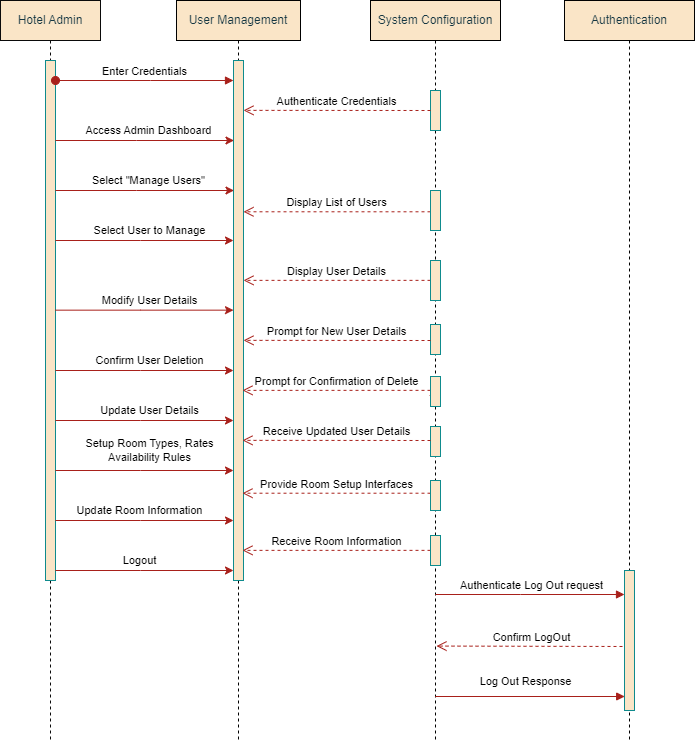 Hotel Admin
User Management
System Configuration
Authentication
Enter Credentials
Authenticate Credentials
Access Admin Dashboard
Select "Manage Users"
Display List of Users
Select User to Manage
Display User Details
Modify User Details
Prompt for New User Details
Confirm User Deletion
Prompt for Confirmation of Delete
Update User Details
Receive Updated User Details
Setup Room Types, Rates
Availability Rules
Provide Room Setup Interfaces
Update Room Information
Receive Room Information
Logout
Authenticate Log Out request
Confirm LogOut
Log Out Response